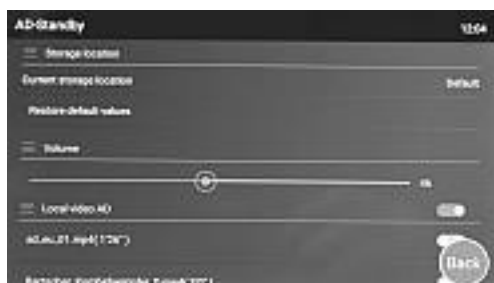 AD-Standby
12:04
Storage location
Current storage location
Default
Restore default values
Volume
Local video AD
Back